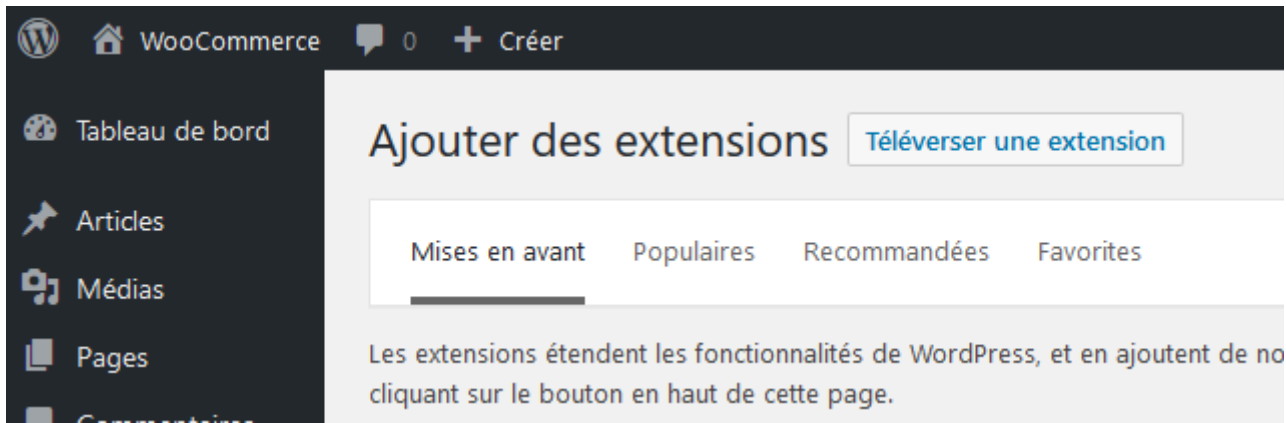 WooCommerce 0 + Créer
Tableau de bord
Ajouter des extensions Téléverser une extension
Articles
Mises en avant Populaires Recommandées Favorites
Médias
Pages
Les extensions étendent les fonctionnalités de WordPress, et en ajoutent de no
cliquant sur le bouton en haut de cette page.
Commentaires